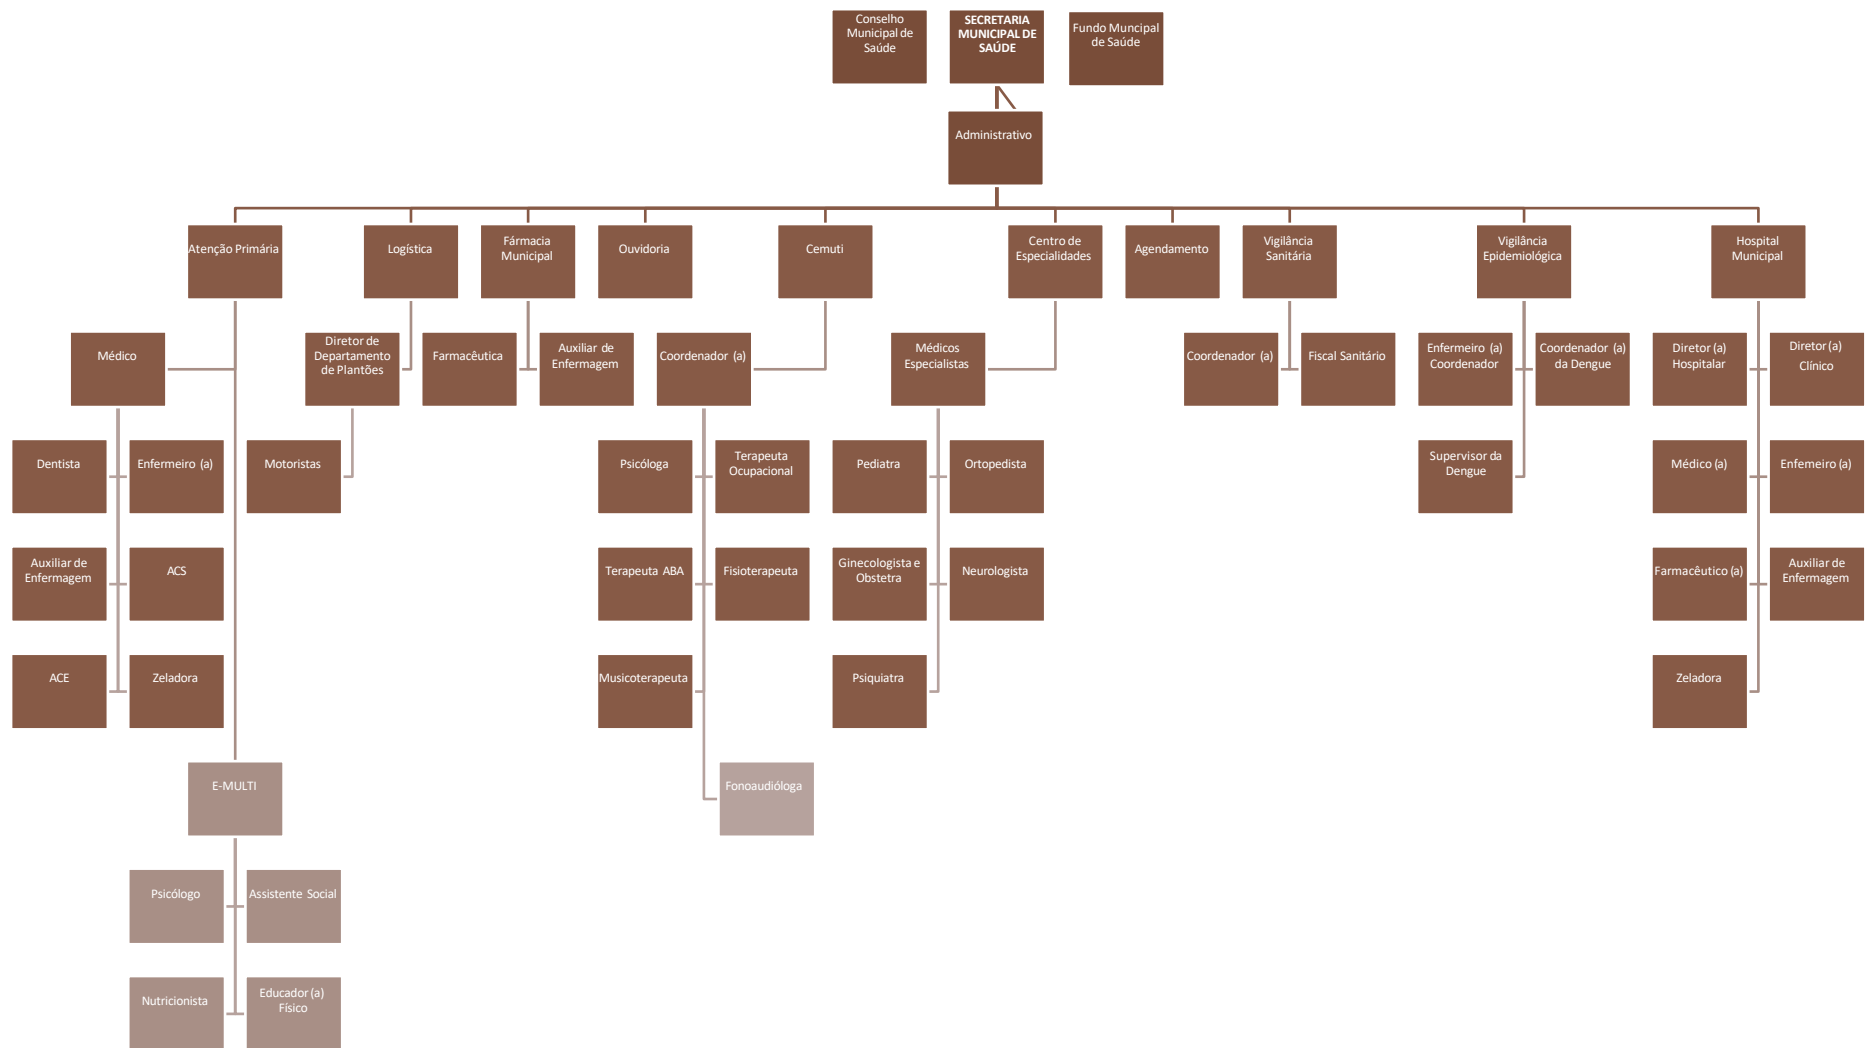 Conselho
Municipal de
Saúde
SECRETARIA
MUNICIPAL DE
SAÚDE
Fundo Muncipal
de Saúde
Administrativo
Atenção Primária
Logística
Fármacia
Municipal
Ouvidoria
Cemuti
Centro de
Especialidades
Agendamento
Vigilância
Sanitária
Vigilância
Epidemiológica
Hospital
Municipal
Médico
Diretor de
Departamento
de Plantões
Farmacêutica
Auxiliar de
Enfermagem
Coordenador (a)
Médicos
Especialistas
Coordenador (a)
Fiscal Sanitário
Enfermeiro (a)
Coordenador
Coordenador (a)
da Dengue
Diretor (a)
Hospitalar
Diretor (a)
Clínico
Dentista
Enfermeiro (a)
Motoristas
Psicóloga
Terapeuta
Ocupacional
Pediatra
Ortopedista
Supervisor da
Dengue
Médico (a)
Enfemeiro (a)
Auxiliar de
Enfermagem
ACS
Terapeuta ABA
Fisioterapeuta
Ginecologista e
Obstetra
Neurologista
Farmacêutico (a)
Auxiliar de
Enfermagem
ACE
Zeladora
Musicoterapeuta
Psiquiatra
Zeladora
E-MULTI
Fonoaudióloga
Psicólogo
Assistente Social
Nutricionista
Educador (a)
Físico